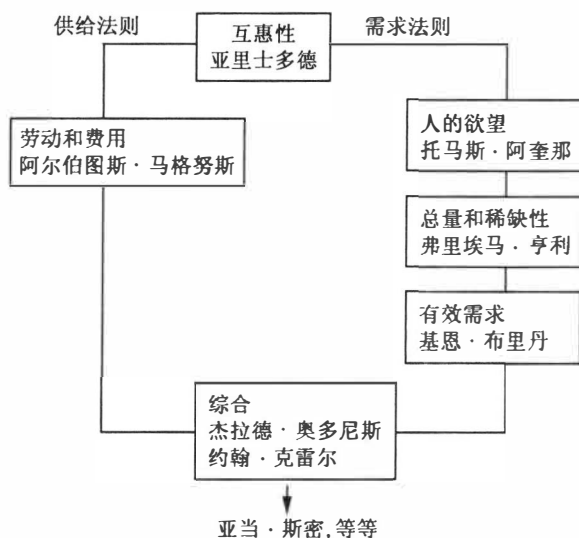 供给法则
互惠性
亚里士多德
需求法则
劳动和费用
阿尔伯图斯·马格努斯
人的欲望
托马斯·阿奎那
总量和稀缺性
弗里埃马·亨利
有效需求
基恩·布里丹
综合
杰拉德·奥多尼斯
约翰·克雷尔
亚当·斯密,等等